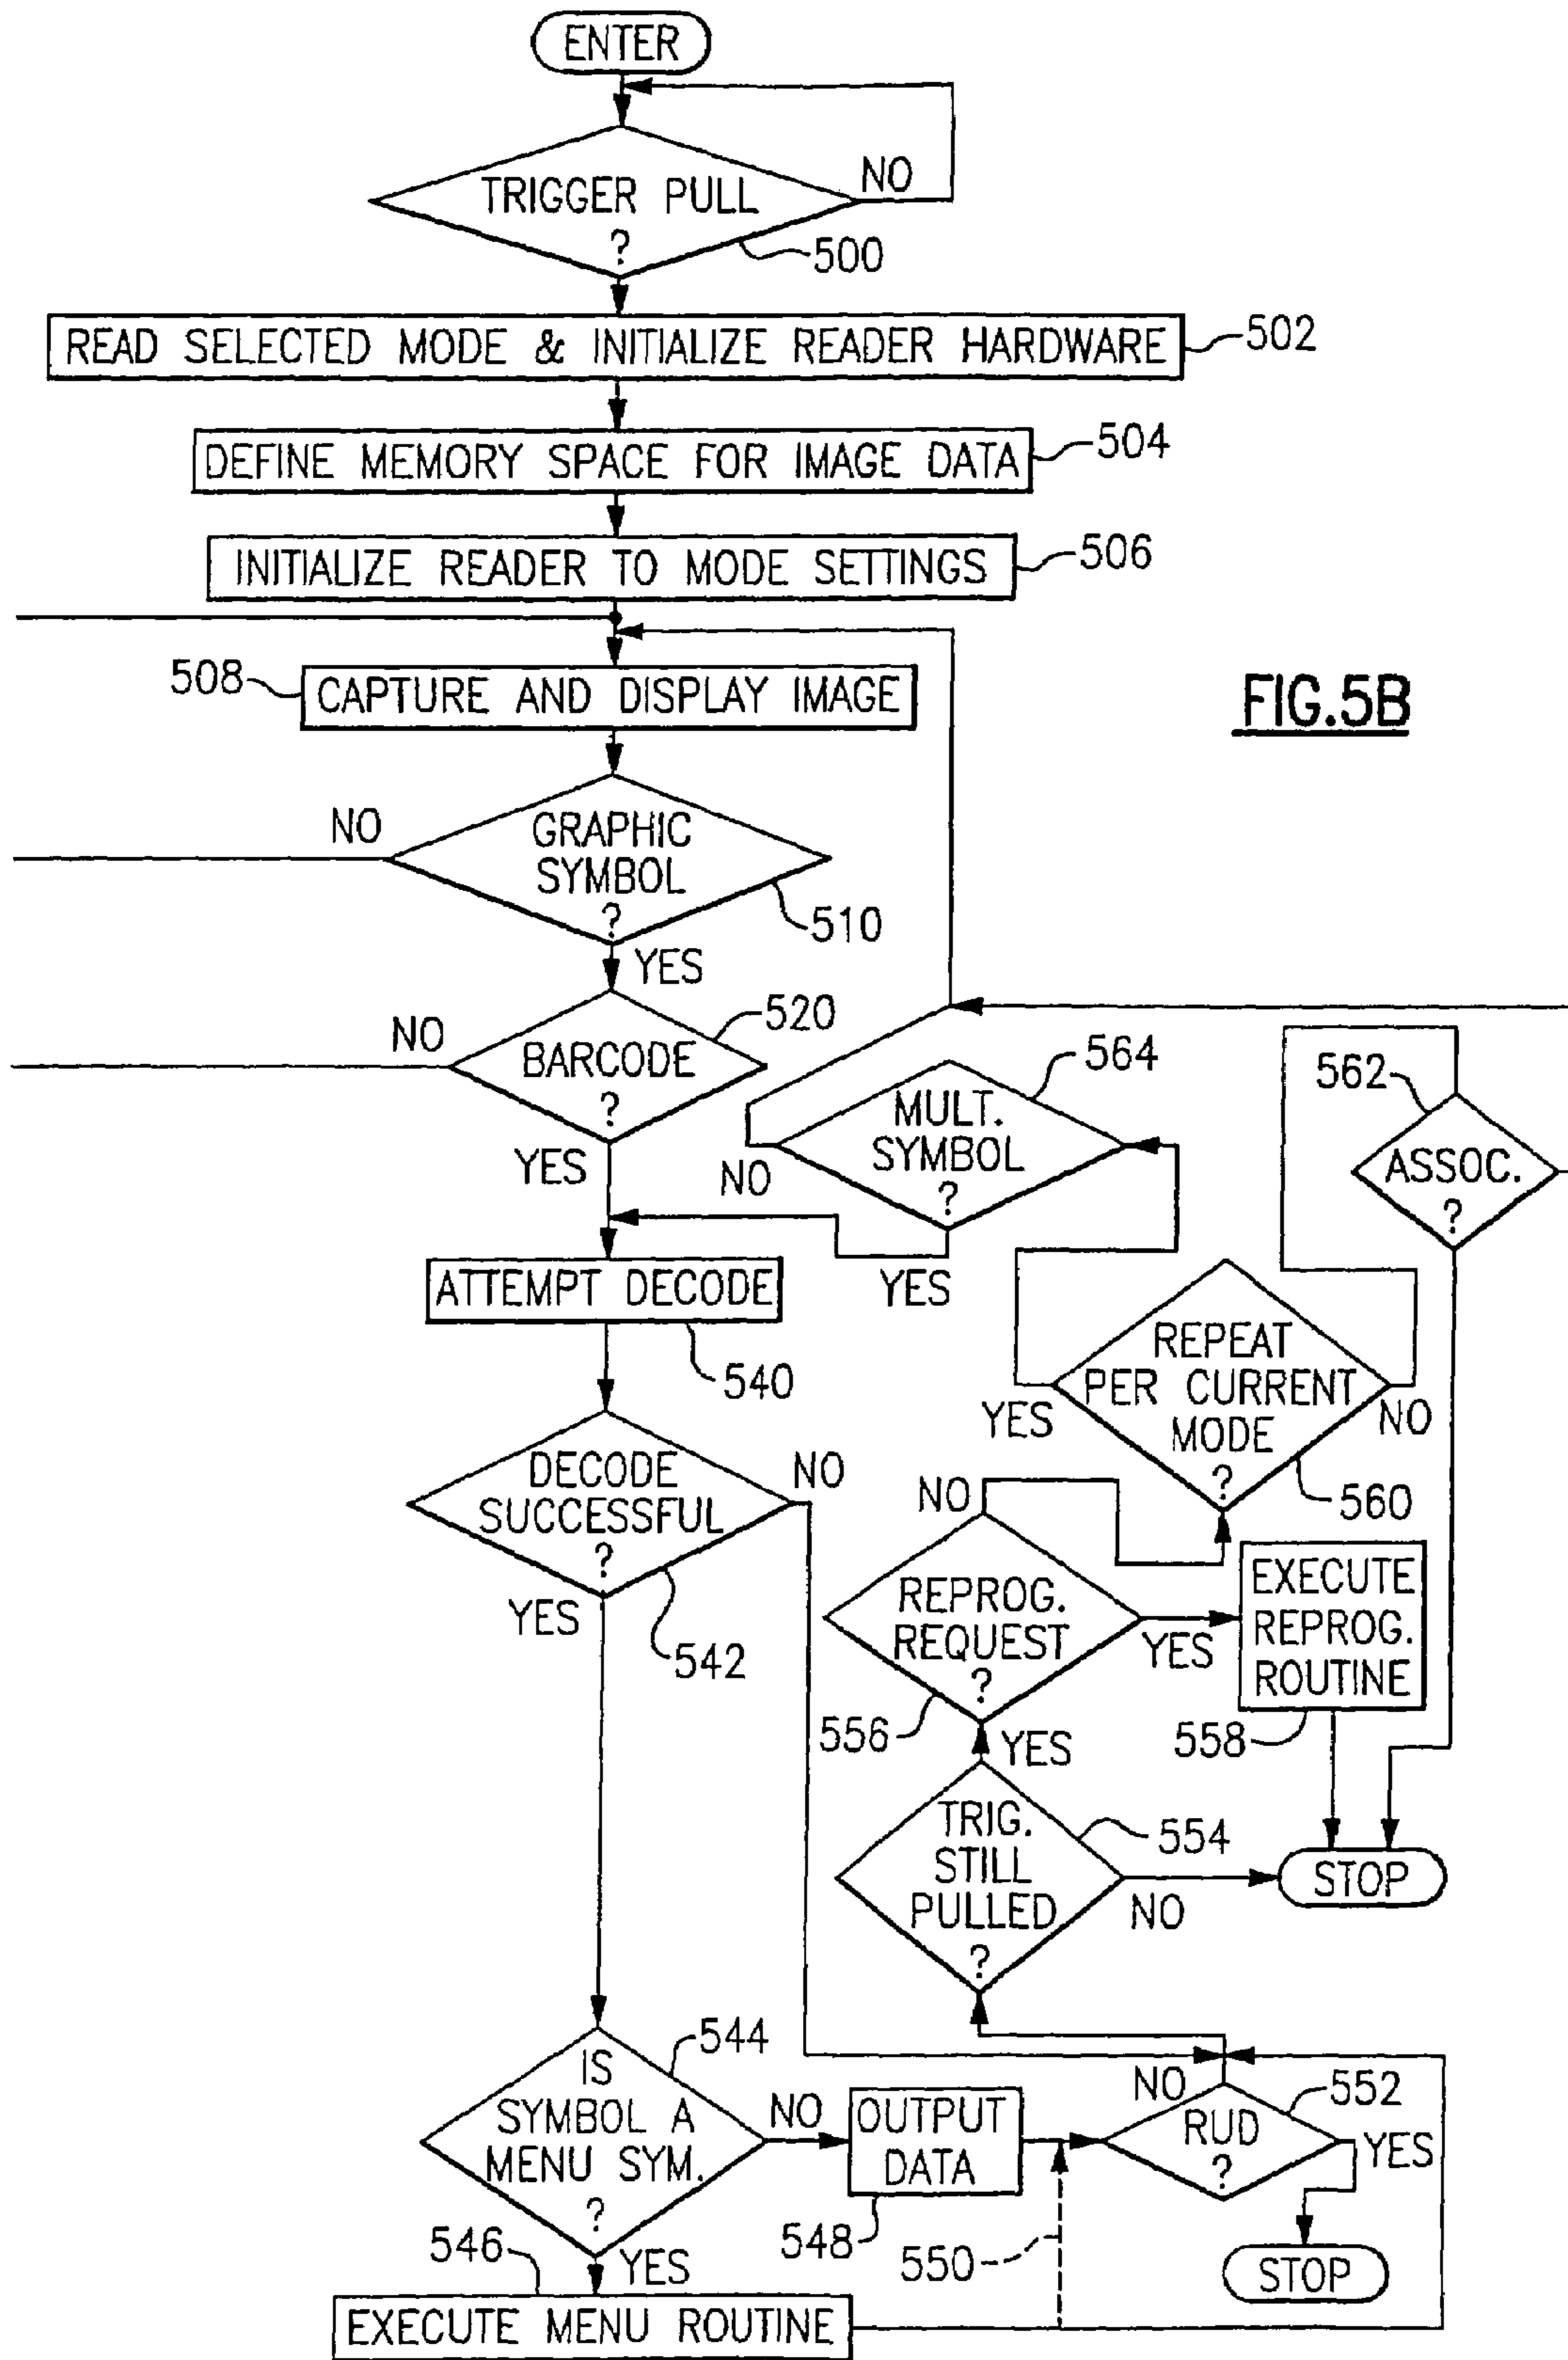 ENTER
TRIGGER PULL
?
NO
500
READ SELECTED MODE & INITIALIZE READER HARDWARE
502
DEFINE MEMORY SPACE FOR IMAGE DATA
504
INITIALIZE READER TO MODE SETTINGS
506
508
CAPTURE AND DISPLAY IMAGE
FIG.5B
NO
GRAPHIC
SYMBOL
?
510
YES
NO
BARCODE
?
520
YES
564
MULT.
SYMBOL
?
NO
YES
562
ASSOC.
?
ATTEMPT DECODE
540
REPEAT
PER CURRENT
MODE
?
YES
NO
560
DECODE
SUCCESSFUL
?
NO
YES
542
NO
REPROG.
REQUEST
?
YES
556
EXECUTE
REPROG.
ROUTINE
558
YES
TRIG.
STILL
PULLED
?
554
NO
STOP
IS
SYMBOL A
MENU SYM.
?
544
NO
OUTPUT
DATA
548
NO
RUD
?
552
YES
550
STOP
546
YES
EXECUTE MENU ROUTINE